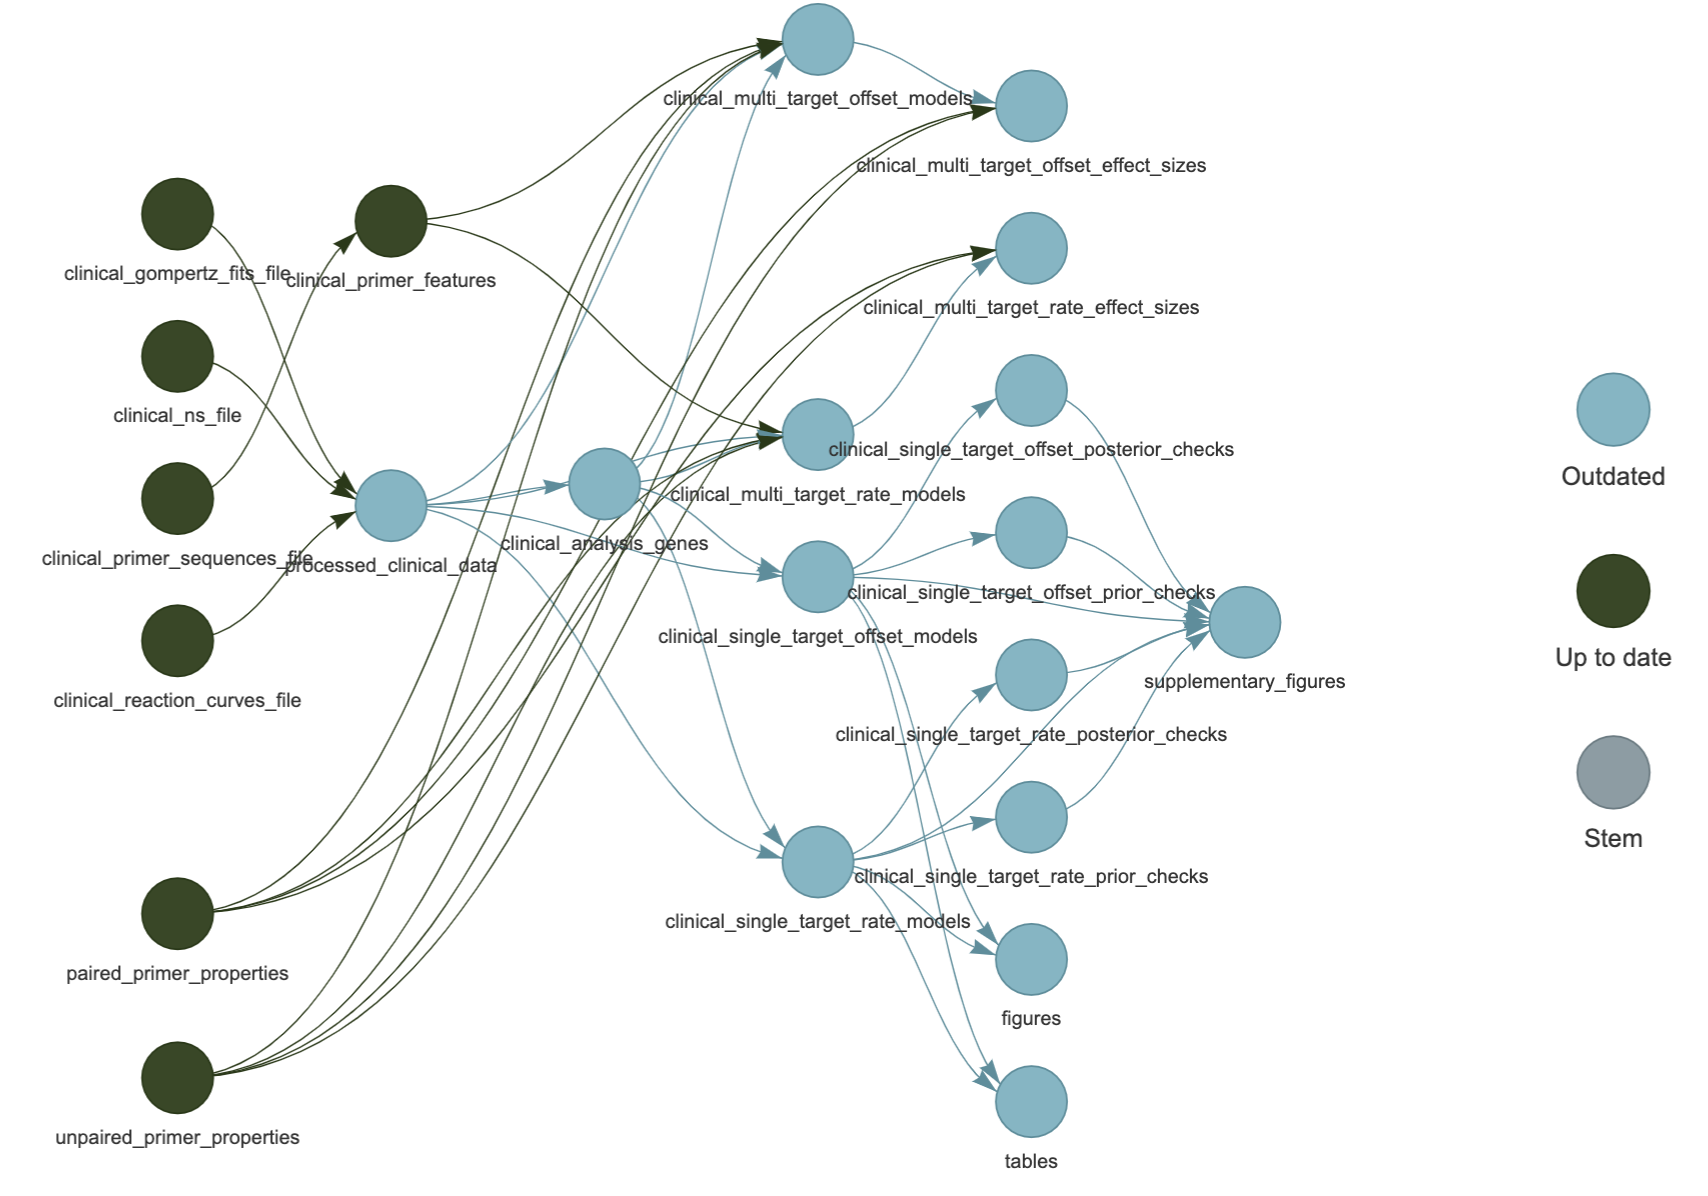 clinical_multi_target_offset_models
clinical_multi_target_offset_effect_sizes
clinical_gompertz_fits_file
clinical_primer_features
clinical_multi_target_rate_effect_sizes
clinical_ns_file
clinical_single_target_offset_posterior_checks
clinical_multi_target_rate_models
clinical_analysis_genes
clinical_primer_sequences_file
processed_clinical_data
clinical_single_target_offset_prior_checks
clinical_single_target_offset_models
supplementary_figures
clinical_reaction_curves_file
clinical_single_target_rate_posterior_checks
clinical_single_target_rate_prior_checks
clinical_single_target_rate_models
paired_primer_properties
figures
unpaired_primer_properties
tables
Outdated
Up to date
Stem